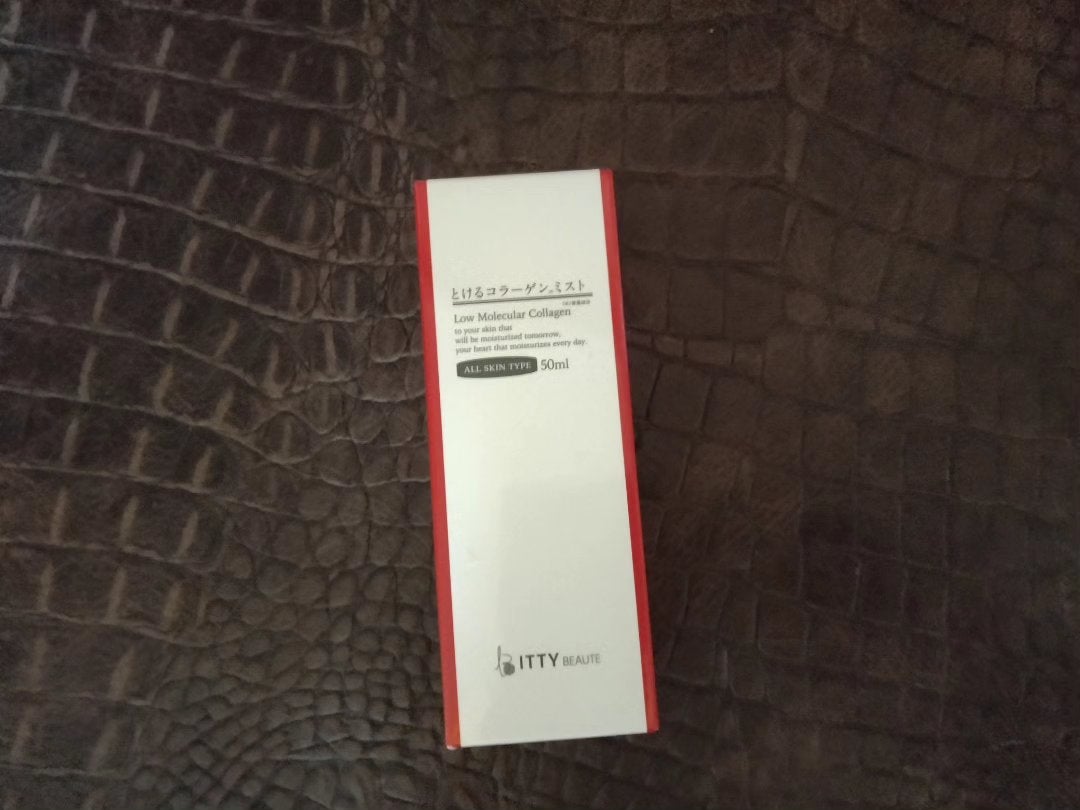 とけるコラーゲン®ミスト
Low Molecular Collagen
to your skin that
will be moisturized tomorrow,
your heart that moisturizes every day.
ALL SKIN TYPE 50ml
ITTY BEAUTE